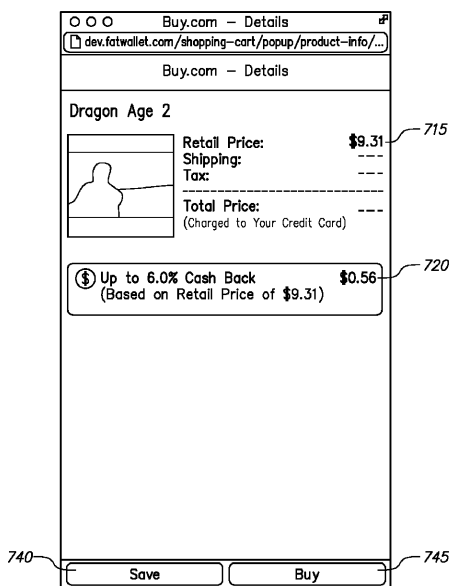 Buy.com – Details
dev.fatwallet.com/shopping-cart/popup/product-info/...
Buy.com – Details
Dragon Age 2
Retail Price: $9.31
715
Shipping: ---
Tax: ---
Total Price: ---
(Charged to Your Credit Card)
$ Up to 6.0% Cash Back $0.56
720
(Based on Retail Price of $9.31)
740
Save
Buy
745